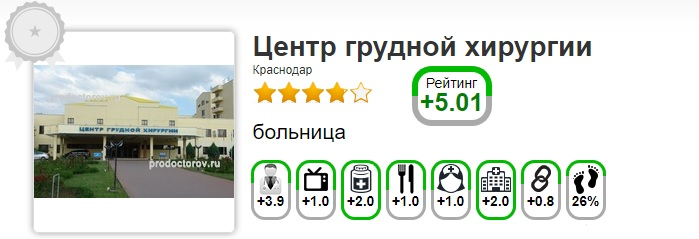 Центр грудной хирургии
Краснодар
Рейтинг
+5.01
больница
ЦЕНТР ГРУДНОЙ ХИРУРГИИ
prodoctorov.ru
+3.9 +1.0 +2.0 +1.0 +1.0 +2.0 +0.8 26%